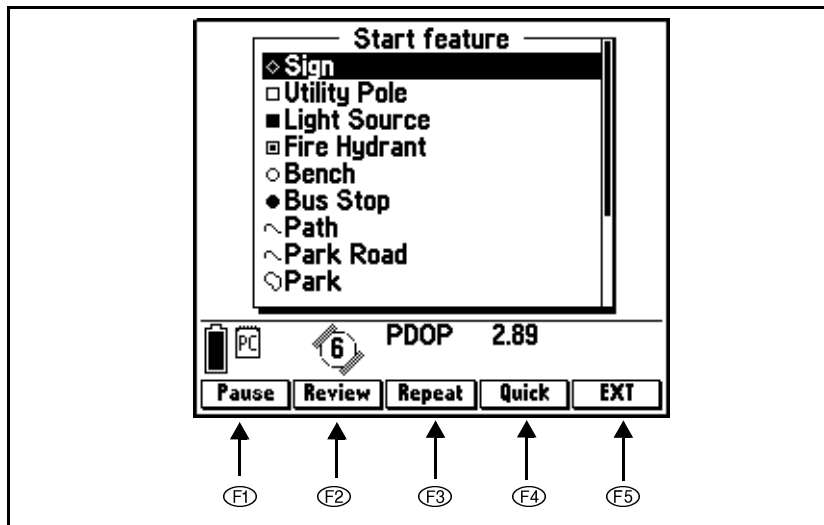 Start feature
Sign
Utility Pole
Light Source
Fire Hydrant
Bench
Bus Stop
Path
Park Road
Park
PC 6 PDOP 2.89
Pause Review Repeat Quick EXT
F1 F2 F3 F4 F5